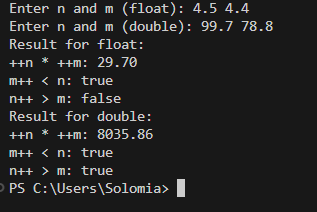 Enter n and m (float): 4.5 4.4
Enter n and m (double): 99.7 78.8
Result for float:
++n * ++m: 29.70
m++ < n: true
n++ > m: false
Result for double:
++n * ++m: 8035.86
m++ < n: true
n++ > m: true
PS C:\Users\Solomia>